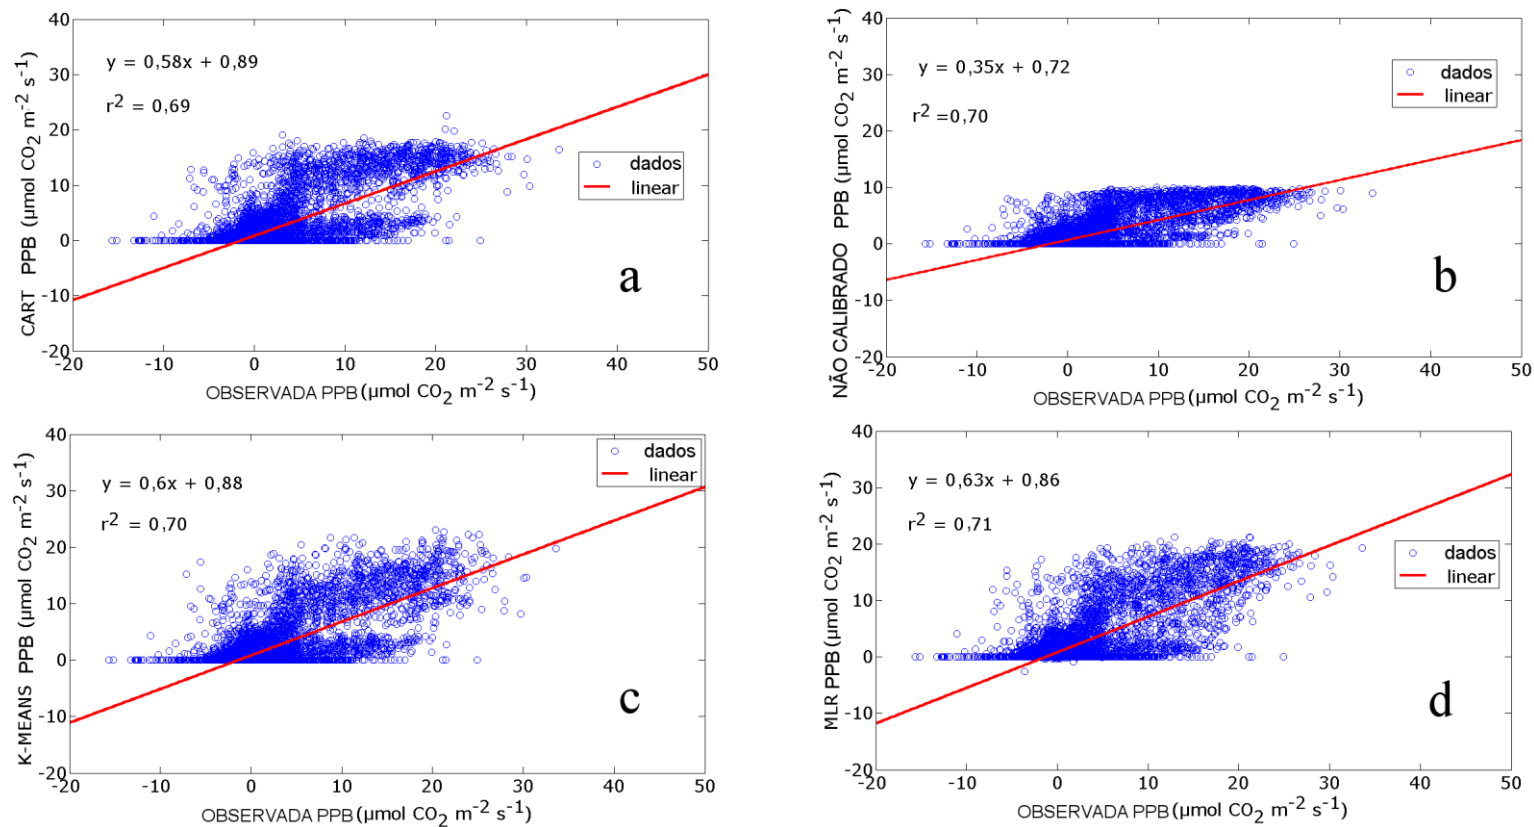 40
30
20
10
0
-10
-20
-20 -10 0 10 20 30 40 50
CART PPB (µmol CO2 m-2 s-1)
OBSERVADA PPB (µmol CO2 m-2 s-1)
y = 0,58x + 0,89
r2 = 0,69
dados
linear
a
40
30
20
10
0
-10
-20
-20 -10 0 10 20 30 40 50
NÃO CALIBRADO PPB (µmol CO2 m-2 s-1)
OBSERVADA PPB (µmol CO2 m-2 s-1)
y = 0,35x + 0,72
r2 =0,70
dados
linear
b
40
30
20
10
0
-10
-20
-20 -10 0 10 20 30 40 50
K-MEANS PPB (µmol CO2 m-2 s-1)
OBSERVADA PPB (µmol CO2 m-2 s-1)
y = 0,6x + 0,88
r2 = 0,70
dados
linear
c
40
30
20
10
0
-10
-20
-20 -10 0 10 20 30 40 50
MLR PPB (µmol CO2 m-2 s-1)
OBSERVADA PPB (µmol CO2 m-2 s-1)
y = 0,63x + 0,86
r2 = 0,71
dados
linear
d